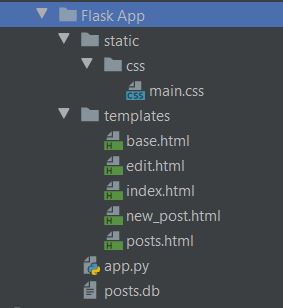 Flask App
static
css
CSS main.css
templates
H base.html
H edit.html
H index.html
H new_post.html
H posts.html
app.py
posts.db